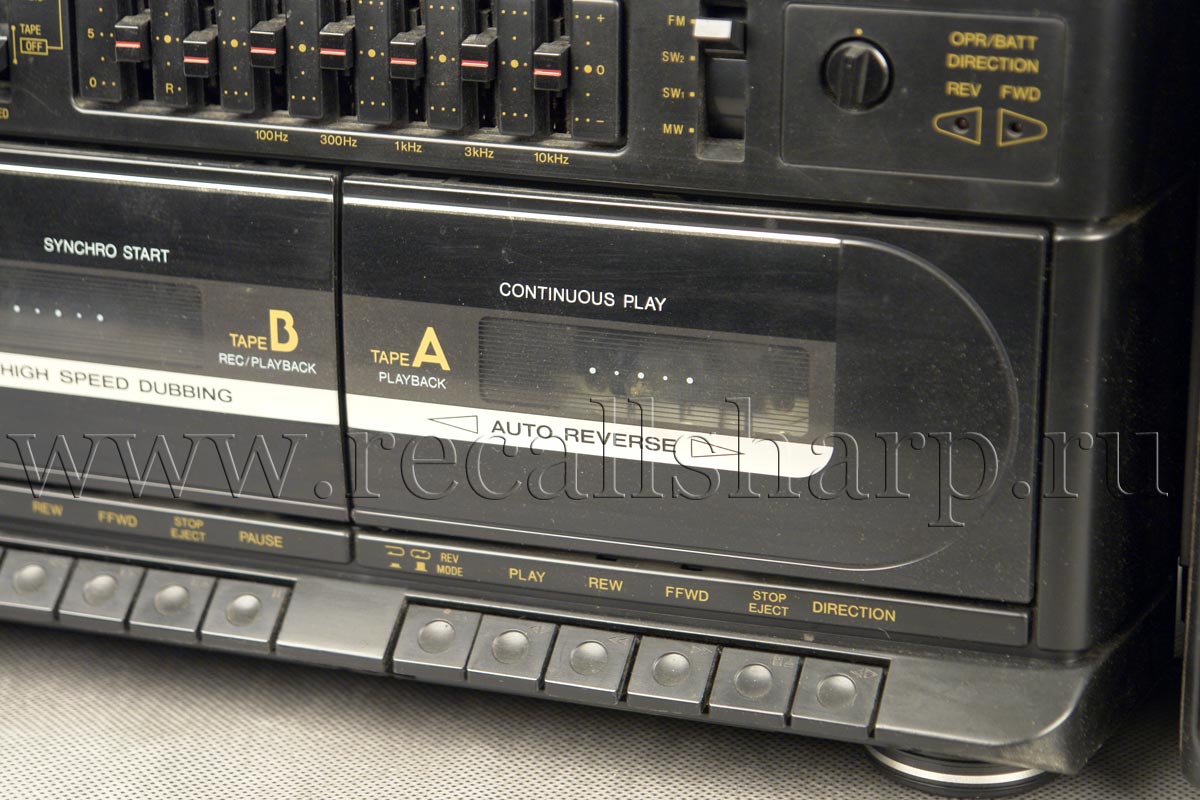 TAPE
OFF
5
0
R
+
0
-
100Hz
300Hz
1kHz
3kHz
10kHz
FM
SW2
SW1
MW
OPR/BATT
DIRECTION
REV FWD
SYNCHRO START
TAPE B
REC/PLAYBACK
HIGH SPEED DUBBING
CONTINUOUS PLAY
TAPE A
PLAYBACK
AUTO REVERSE
www.recallsharp.ru
REW
FFWD
STOP
EJECT
PAUSE
REV
MODE
PLAY
REW
FFWD
STOP
EJECT
DIRECTION